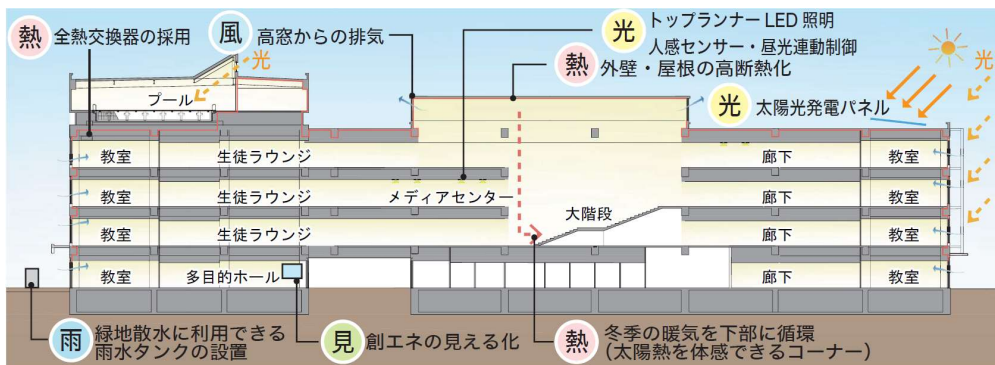 熱 全熱交換器の採用
風 高窓からの排気
光 トップランナーLED照明
人感センサー・昼光連動制御
熱 外壁・屋根の高断熱化
光
光
プール
光 太陽光発電パネル
教室 生徒ラウンジ 廊下 教室
教室 生徒ラウンジ メディアセンター 大階段 廊下 教室
教室 生徒ラウンジ 廊下 教室
教室 多目的ホール 廊下 教室
雨 緑地散水に利用できる
雨水タンクの設置
見 創エネの見える化
熱 冬季の暖気を下部に循環
(太陽熱を体感できるコーナー)